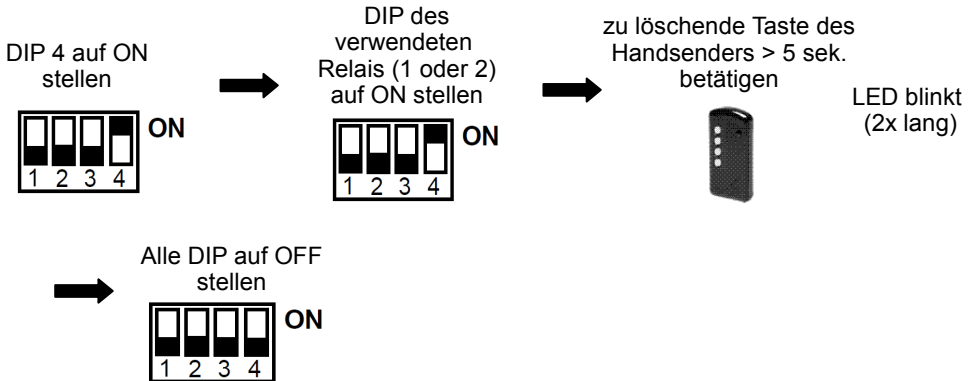 DIP 4 auf ON
stellen
ON
1 2 3 4
DIP des
verwendeten
Relais (1 oder 2)
auf ON stellen
ON
1 2 3 4
zu löschende Taste des
Handsenders > 5 sek.
betätigen
LED blinkt
(2x lang)
Alle DIP auf OFF
stellen
ON
1 2 3 4